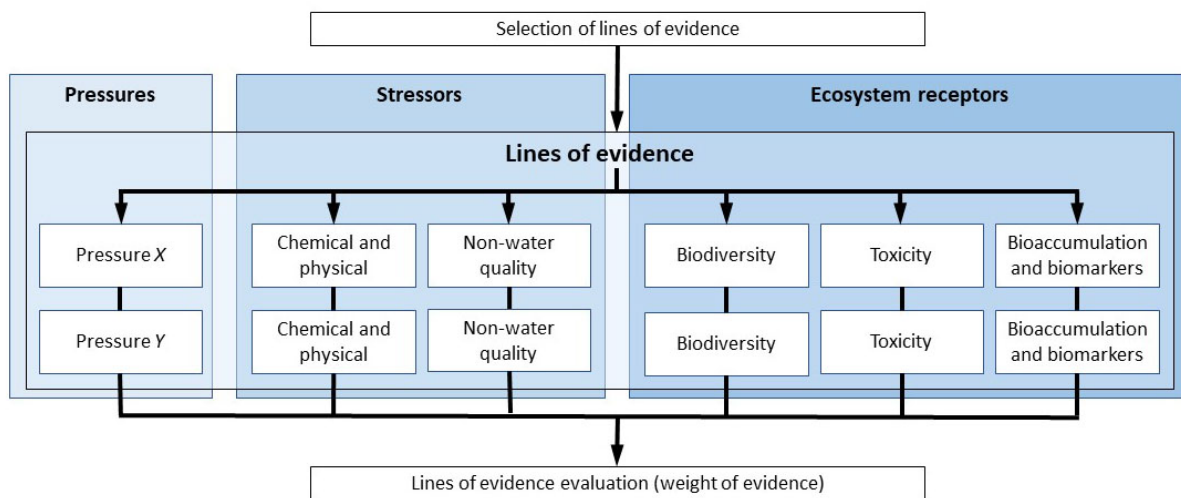 Selection of lines of evidence
Pressures
Stressors
Ecosystem receptors
Lines of evidence
Pressure X
Chemical and
physical
Non-water
quality
Biodiversity
Toxicity
Bioaccumulation
and biomarkers
Pressure Y
Chemical and
physical
Non-water
quality
Biodiversity
Toxicity
Bioaccumulation
and biomarkers
Lines of evidence evaluation (weight of evidence)